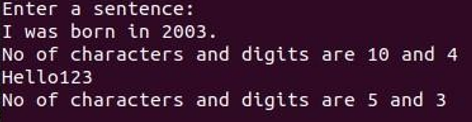 Enter a sentence:
I was born in 2003.
No of characters and digits are 10 and 4
Hello123
No of characters and digits are 5 and 3